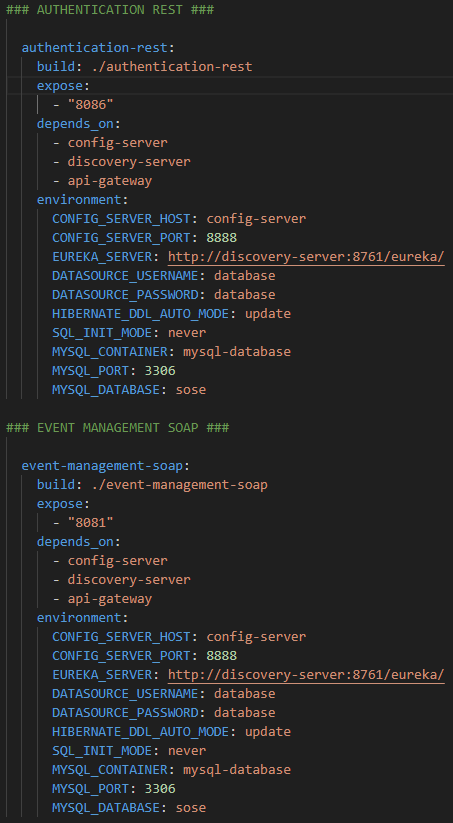 ### AUTHENTICATION REST ###
authentication-rest:
build: ./authentication-rest
expose:
- "8086"
depends_on:
- config-server
- discovery-server
- api-gateway
environment:
CONFIG_SERVER_HOST: config-server
CONFIG_SERVER_PORT: 8888
EUREKA_SERVER: http://discovery-server:8761/eureka/
DATASOURCE_USERNAME: database
DATASOURCE_PASSWORD: database
HIBERNATE_DDL_AUTO_MODE: update
SQL_INIT_MODE: never
MYSQL_CONTAINER: mysql-database
MYSQL_PORT: 3306
MYSQL_DATABASE: sose
### EVENT MANAGEMENT SOAP ###
event-management-soap:
build: ./event-management-soap
expose:
- "8081"
depends_on:
- config-server
- discovery-server
- api-gateway
environment:
CONFIG_SERVER_HOST: config-server
CONFIG_SERVER_PORT: 8888
EUREKA_SERVER: http://discovery-server:8761/eureka/
DATASOURCE_USERNAME: database
DATASOURCE_PASSWORD: database
HIBERNATE_DDL_AUTO_MODE: update
SQL_INIT_MODE: never
MYSQL_CONTAINER: mysql-database
MYSQL_PORT: 3306
MYSQL_DATABASE: sose